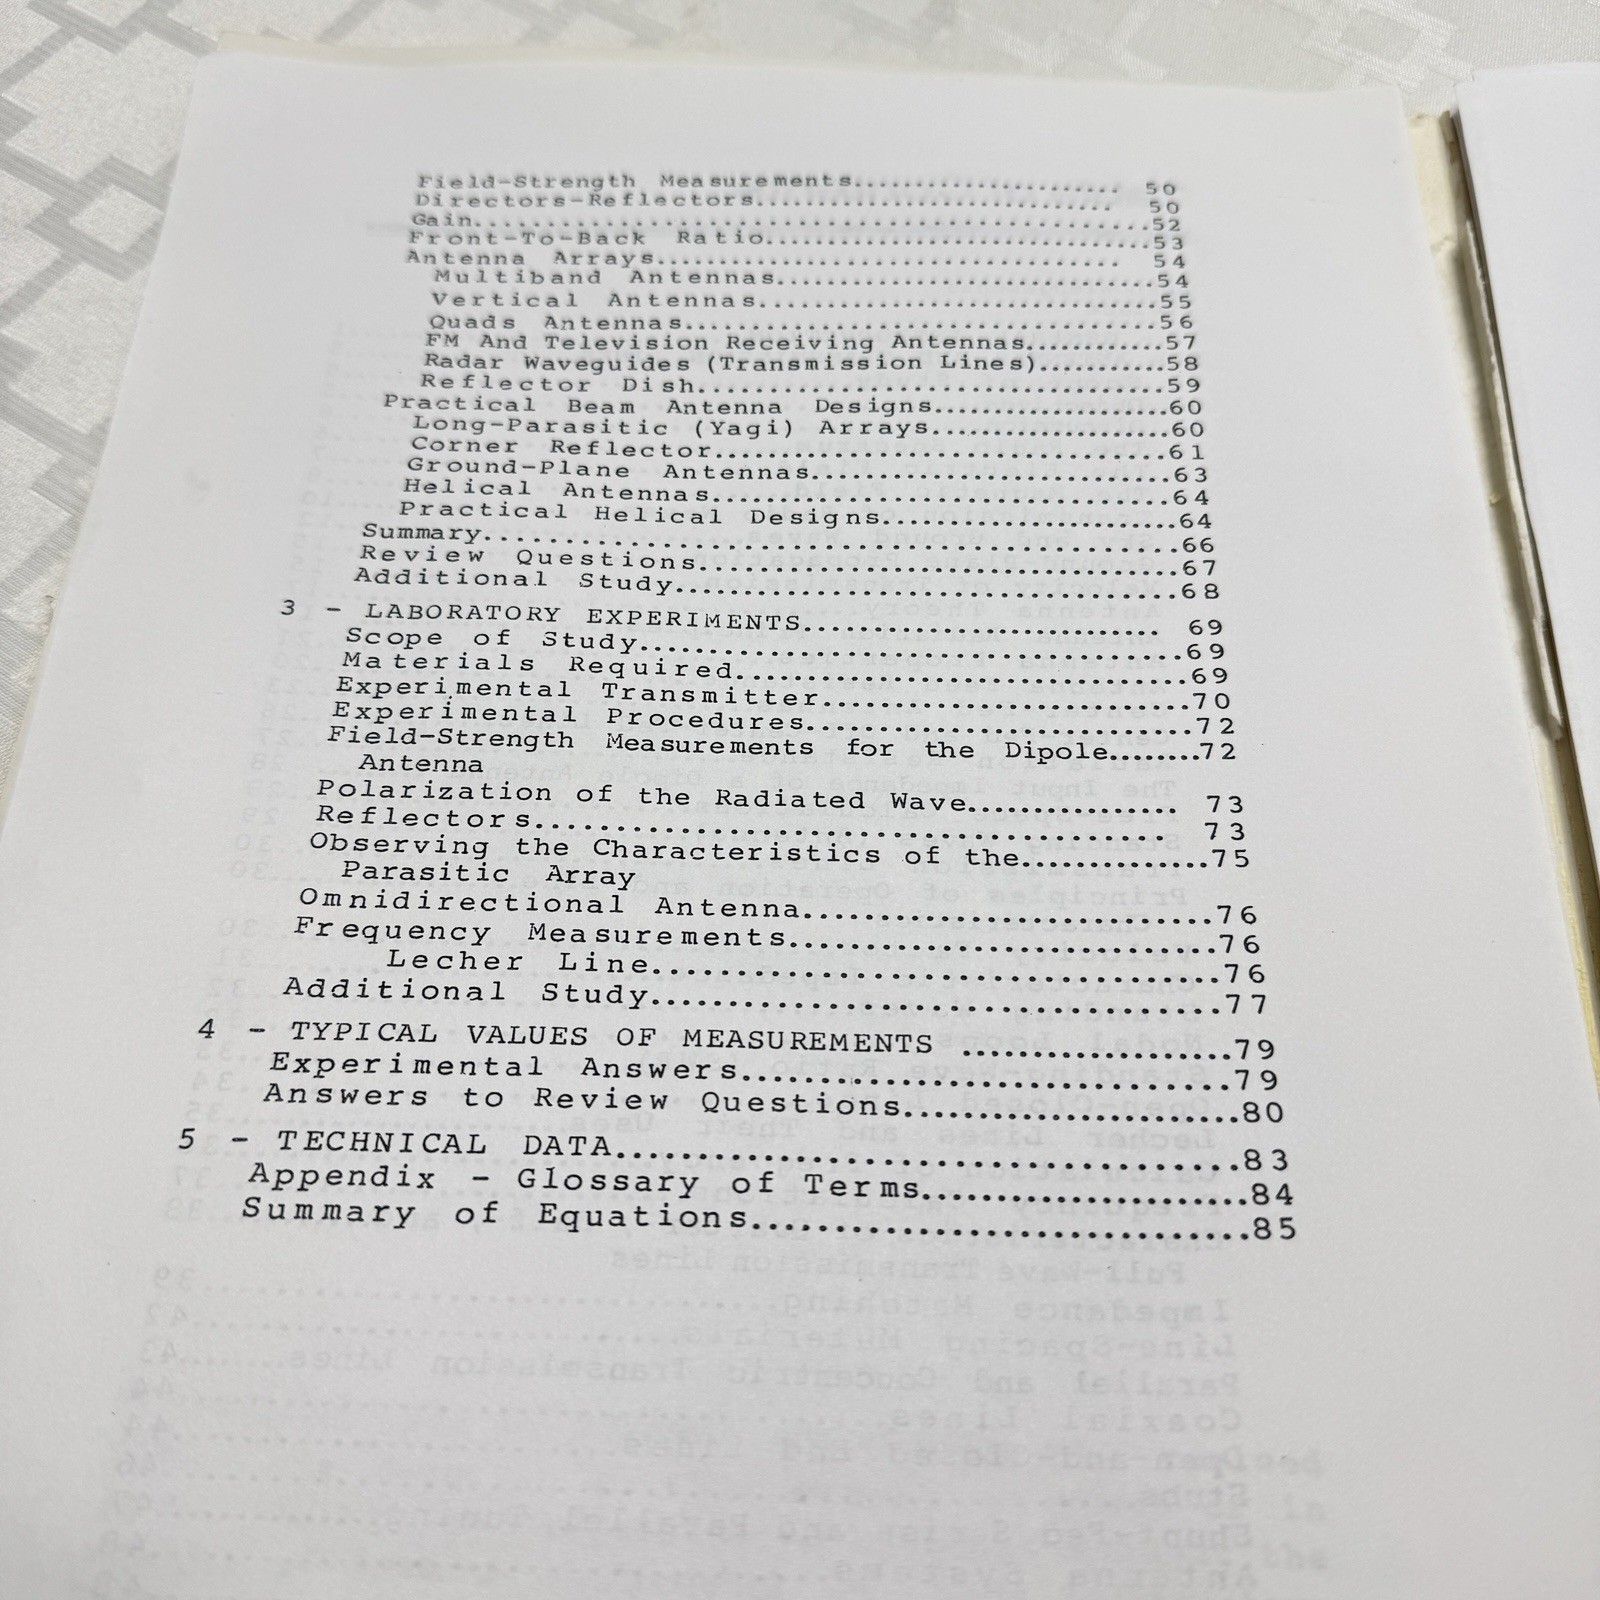 Field-Strength Measurements........................... 50
Directors-Reflectors.............................. 50
Gain..............................................52
Front-To-Back Ratio...............................53
Antenna Arrays.................................. 54
Multiband Antennas...............................54
Vertical Antennas................................55
Quads Antennas...................................56
FM And Television Receiving Antennas............57
Radar Waveguides (Transmission Lines)...........58
Reflector Dish...................................59
Practical Beam Antenna Designs...................60
Long-Parasitic (Yagi) Arrays....................60
Corner Reflector.................................61
Ground-Plane Antennas............................63
Helical Antennas.................................64
Practical Helical Designs........................64
Summary..........................................66
Review Questions.................................67
Additional Study.................................68
3 - LABORATORY EXPERIMENTS........................... 69
Scope of Study...................................69
Materials Required...............................69
Experimental Transmitter.........................70
Experimental Procedures..........................72
Field-Strength Measurements for the Dipole........72
Antenna
Polarization of the Radiated Wave................ 73
Reflectors....................................... 73
Observing the Characteristics of the..............75
Parasitic Array
Omnidirectional Antenna..........................76
Frequency Measurements...........................76
Lecher Line......................................76
Additional Study.................................77
4 - TYPICAL VALUES OF MEASUREMENTS .................79
Experimental Answers.............................79
Answers to Review Questions......................80
5 - TECHNICAL DATA...................................83
Appendix - Glossary of Terms.....................84
Summary of Equations.............................85